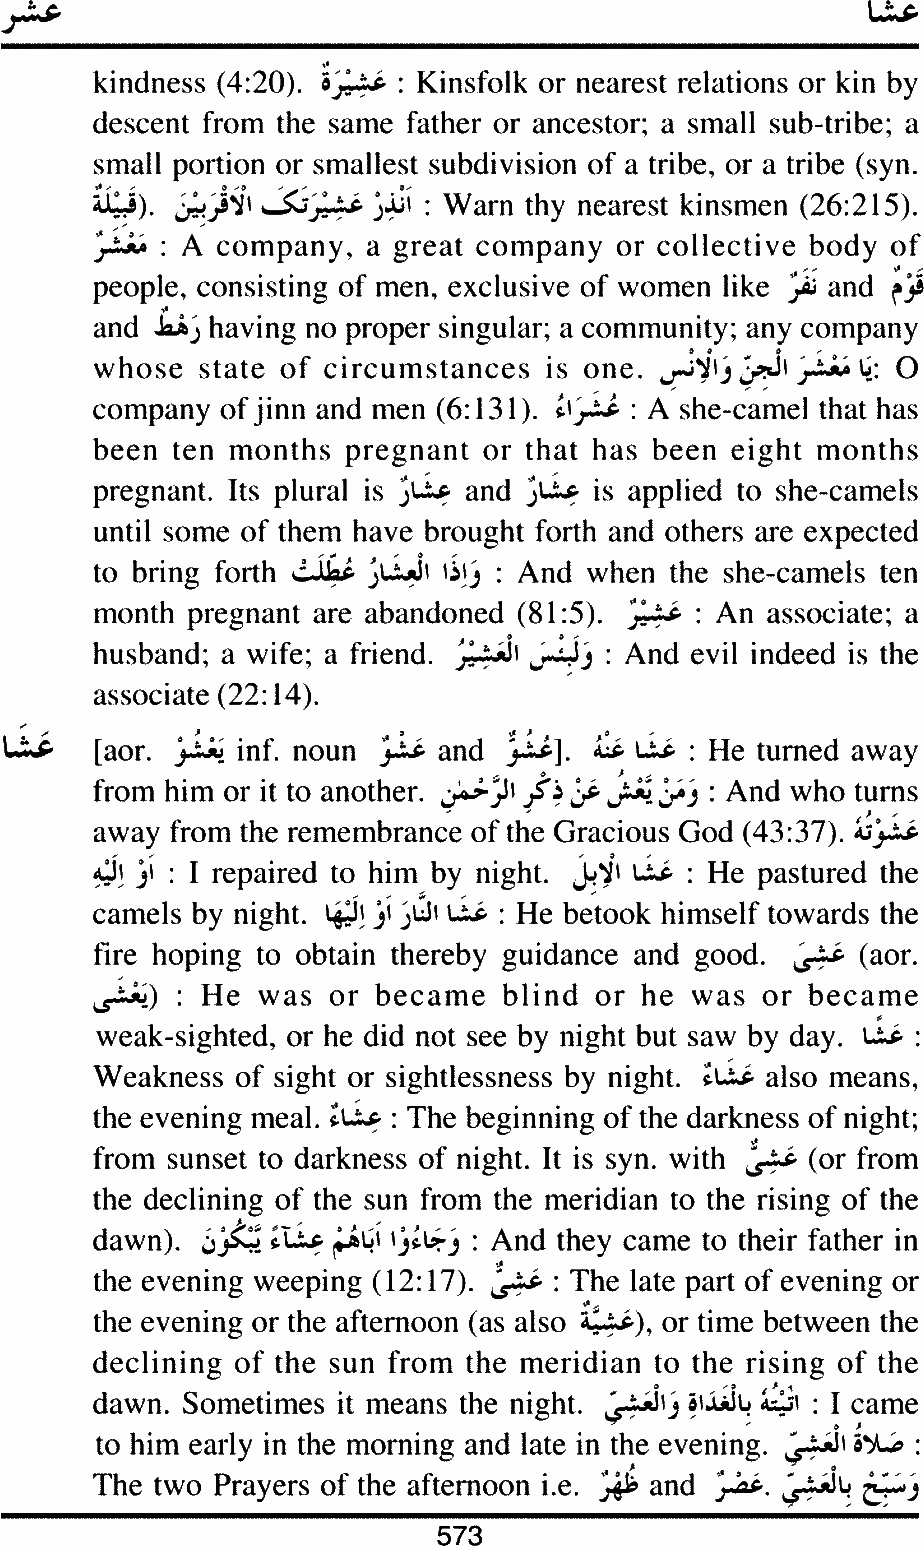 عشر عشا
kindness (4:20). عَشِيْرَةٌ : Kinsfolk or nearest relations or kin by
descent from the same father or ancestor; a small sub-tribe; a
small portion or smallest subdivision of a tribe, or a tribe (syn.
قَبِيْلَةٌ). اَنْذِرْ عَشِيْرَتَکَ الْاَقْرَبِيْنَ : Warn thy nearest kinsmen (26:215).
مَعْشَرٌ : A company, a great company or collective body of
people, consisting of men, exclusive of women like نَفَرٌ and قَوْمٌ
and رَهْطٌ having no proper singular; a community; any company
whose state of circumstances is one. يَا مَعْشَرَ الْجِنِّ وَالْاِنْسِ: O
company of jinn and men (6:131). عُشَرَاءُ : A she-camel that has
been ten months pregnant or that has been eight months
pregnant. Its plural is عِشَارٌ and عِشَارٌ is applied to she-camels
until some of them have brought forth and others are expected
to bring forth وَاِذَا الْعِشَارُ عُطِّلَتْ : And when the she-camels ten
month pregnant are abandoned (81:5). عَشِيْرٌ : An associate; a
husband; a wife; a friend. وَلَبِئْسَ الْعَشِيْرُ : And evil indeed is the
associate (22:14).
عَشَا [aor. يَعْشُوْ inf. noun عَشْوٌ and عُشُوٌّ]. عَشَا عَنْهُ : He turned away
from him or it to another. وَمَنْ يَّعْشُ عَنْ ذِكْرِ الرَّحْمٰنِ : And who turns
away from the remembrance of the Gracious God (43:37). عَشَوْتُهُ
اَوْ اِلَيْهِ : I repaired to him by night. عَشَا الْاِبِلَ : He pastured the
camels by night. عَشَا النَّارَ اَوْ اِلَيْهَا : He betook himself towards the
fire hoping to obtain thereby guidance and good. عَشِىَ (aor.
يَعْشَى) : He was or became blind or he was or became
weak-sighted, or he did not see by night but saw by day. عَشًا :
Weakness of sight or sightlessness by night. عَشَاءٌ also means,
the evening meal. عِشَاءٌ : The beginning of the darkness of night;
from sunset to darkness of night. It is syn. with عَشِىٌّ (or from
the declining of the sun from the meridian to the rising of the
dawn). وَجَاءُوْا اَبَاهُمْ عِشَآءً يَّبْكُوْنَ : And they came to their father in
the evening weeping (12:17). عَشِىٌّ : The late part of evening or
the evening or the afternoon (as also عَشِيَّةٌ), or time between the
declining of the sun from the meridian to the rising of the
dawn. Sometimes it means the night. اَتَيْتُهُ بِالْغَدَاةِ وَالْعَشِىِّ : I came
to him early in the morning and late in the evening. صَلَاةُ الْعَشِىِّ :
The two Prayers of the afternoon i.e. ظُهْرٌ and عَصْرٌ. وَسَبِّحْ بِالْعَشِىِّ
573